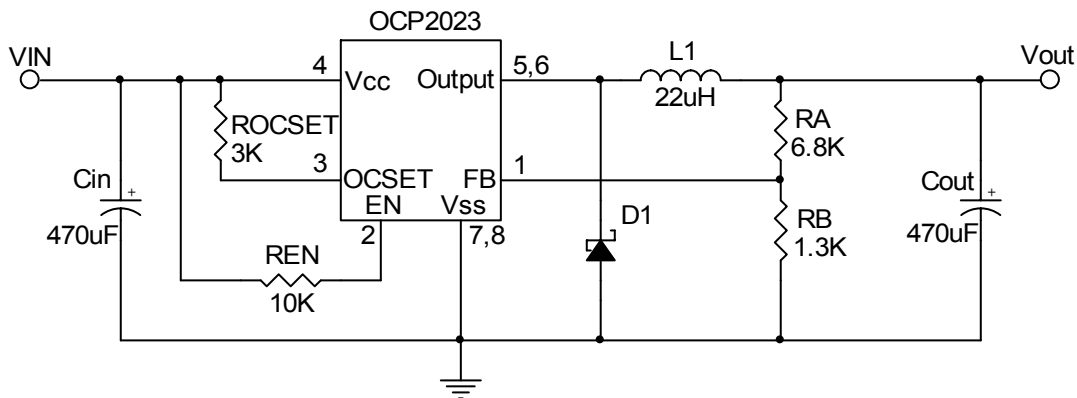 OCP2023
VIN
L1
Vout
4
Vcc
Output
5,6
22uH
ROCSET
3K
RA
6.8K
3
OCSET
FB
1
Cin
+
470uF
EN
Vss
2
7,8
D1
RB
1.3K
Cout
+
470uF
REN
10K